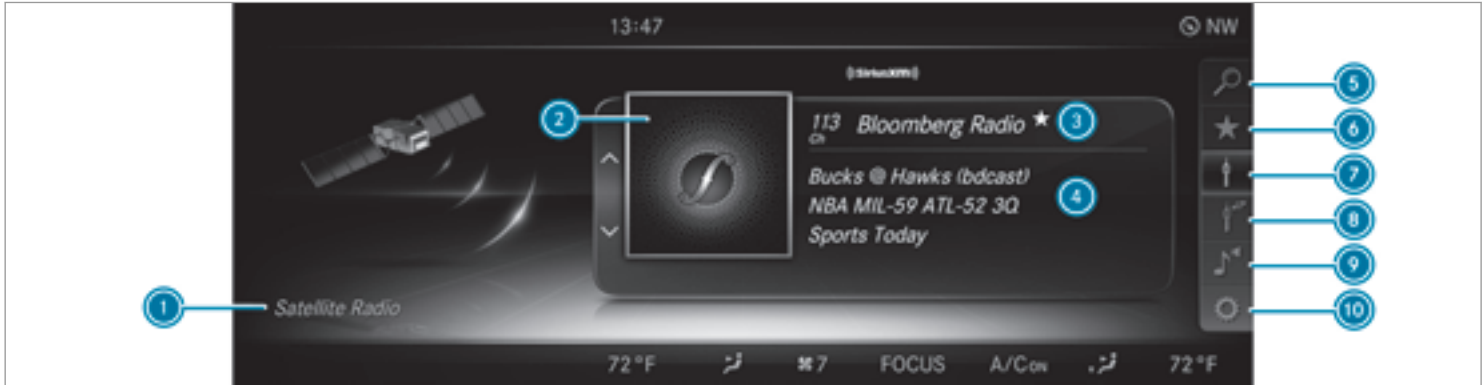 13:47
NW
((SiriusXM))
2
113 Ch Bloomberg Radio ★ 3
Bucks @ Hawks (bdcast)
4
NBA MIL-59 ATL-52 3Q
Sports Today
1
Satellite Radio
5
6
7
8
9
10
72°F
7
FOCUS
A/C ON
72°F